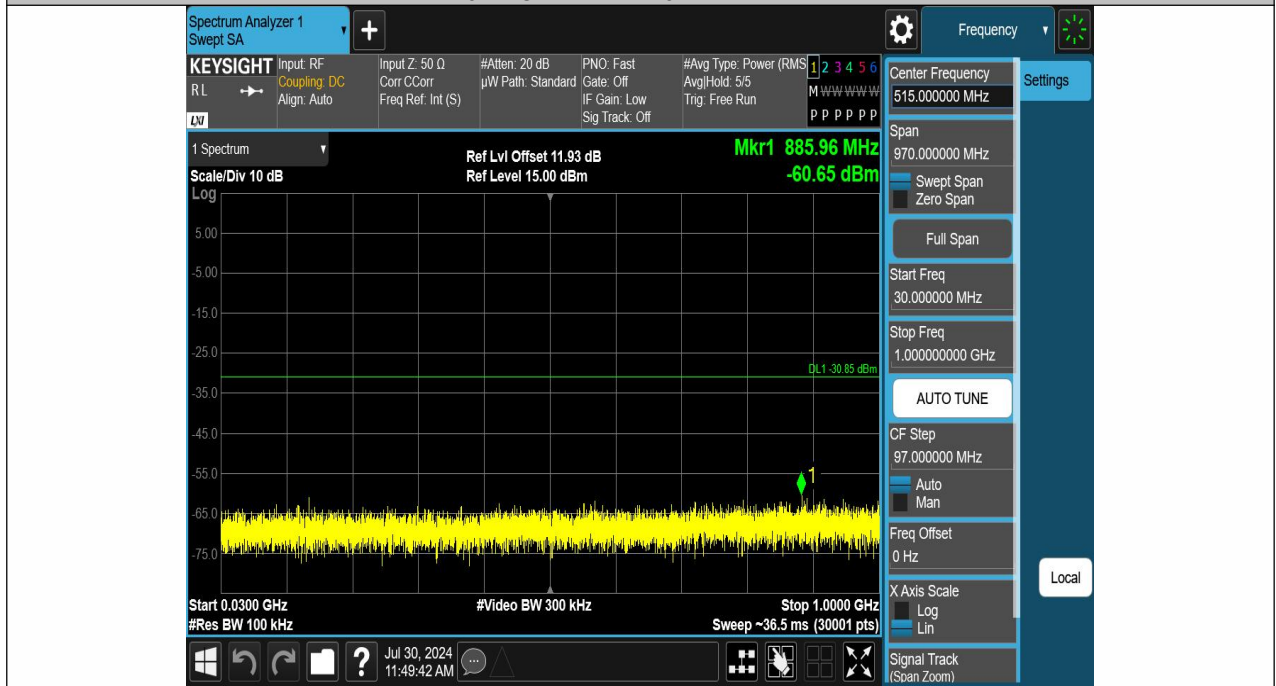 Spectrum Analyzer 1
Swept SA
+
Frequency
KEYSIGHT
RL
LXI
Input: RF
Coupling: DC
Align: Auto
Input Z: 50 Ω
Corr CCorr
Freq Ref: Int (S)
#Atten: 20 dB
µW Path: Standard
PNO: Fast
Gate: Off
IF Gain: Low
Sig Track: Off
#Avg Type: Power (RMS
Avg|Hold: 5/5
Trig: Free Run
1 2 3 4 5 6
M W W W W W
P P P P P P
1 Spectrum
Scale/Div 10 dB
Log
Ref Lvl Offset 11.93 dB
Ref Level 15.00 dBm
Mkr1 885.96 MHz
-60.65 dBm
5.00
-5.00
-15.0
-25.0
DL1 -30.85 dBm
-35.0
-45.0
-55.0
1
-65.0
-75.0
Start 0.0300 GHz
#Res BW 100 kHz
#Video BW 300 kHz
Stop 1.0000 GHz
Sweep ~36.5 ms (30001 pts)
?
Jul 30, 2024
11:49:42 AM
Center Frequency
515.000000 MHz
Span
970.000000 MHz
Swept Span
Zero Span
Full Span
Start Freq
30.000000 MHz
Stop Freq
1.000000000 GHz
AUTO TUNE
CF Step
97.000000 MHz
Auto
Man
Freq Offset
0 Hz
X Axis Scale
Log
Lin
Signal Track
(Span Zoom)
Settings
Local